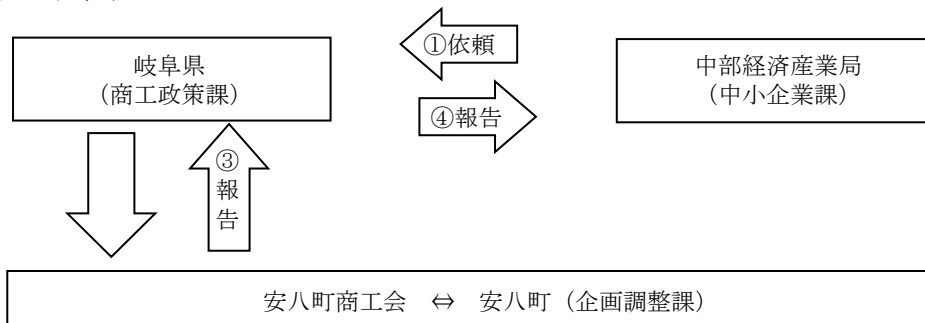 ①依頼
岐阜県
（商工政策課）
中部経済産業局
（中小企業課）
④報告
③
報
告
安八町商工会　⇔　安八町（企画調整課）